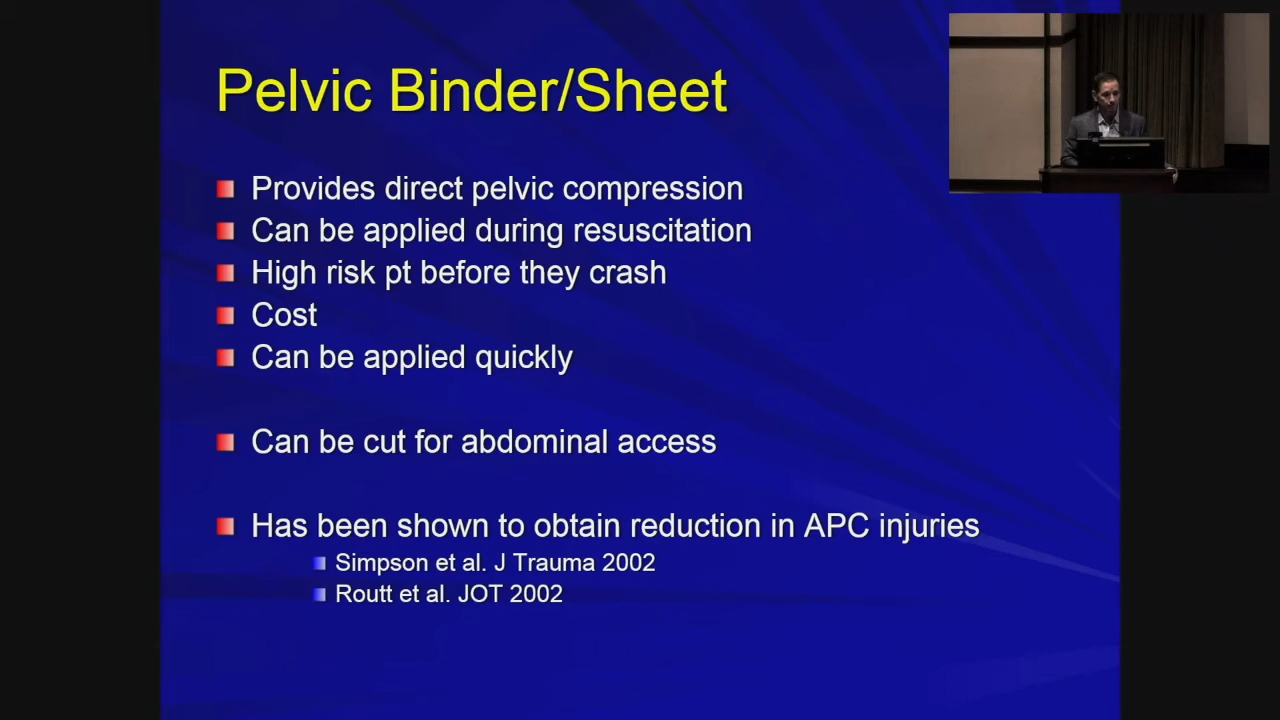 Pelvic Binder/Sheet
Provides direct pelvic compression
Can be applied during resuscitation
High risk pt before they crash
Cost
Can be applied quickly
Can be cut for abdominal access
Has been shown to obtain reduction in APC injuries
Simpson et al. J Trauma 2002
Routt et al. JOT 2002